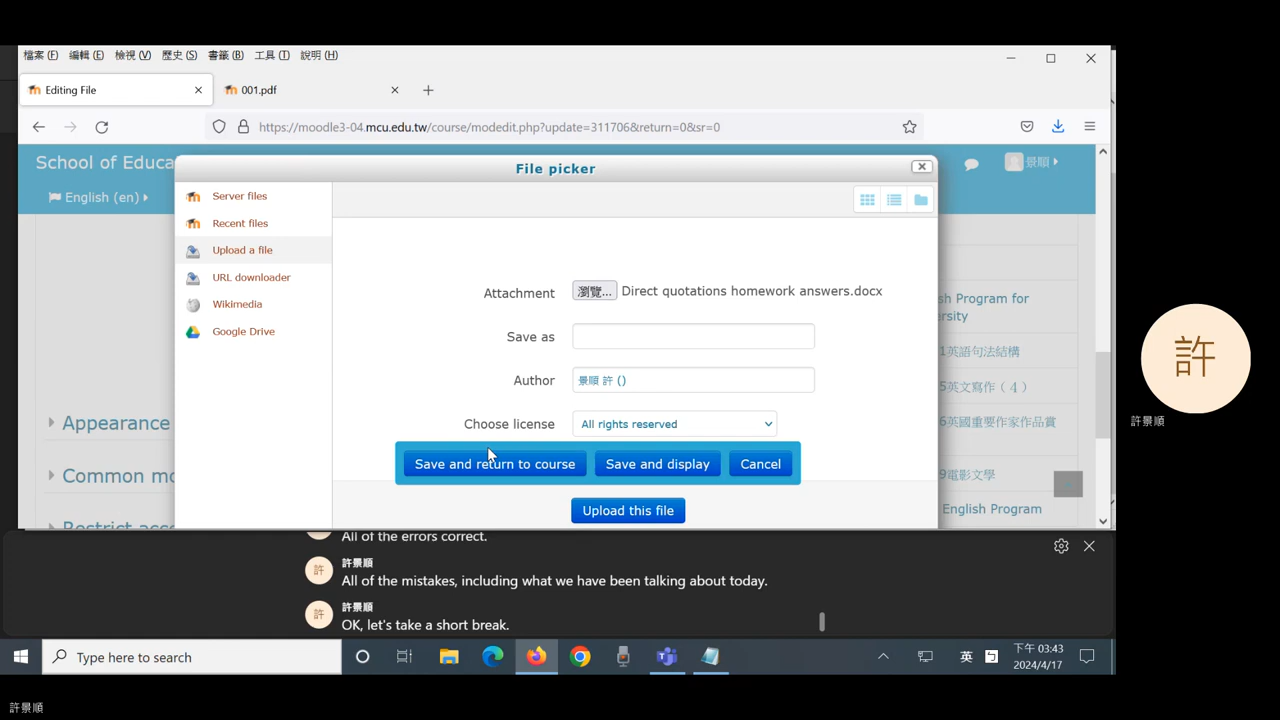 檔案 (F) 編輯 (E) 檢視 (V) 歷史 (S) 書籤 (B) 工具 (T) 說明 (H)
Editing File
001.pdf
https://moodle3-04.mcu.edu.tw/course/modedit.php?update=311706&return=0&sr=0
School of Educa
景順
English (en)
File picker
Server files
Recent files
Upload a file
URL downloader
Wikimedia
Google Drive
Attachment 瀏覽... Direct quotations homework answers.docx
Save as
Author 景順 許 ()
Choose license All rights reserved
Save and return to course Save and display Cancel
Upload this file
Appearance
Common mo
Restrict acc
sh Program for
ersity
1英語句法結構
5英文寫作（4）
6英國重要作家作品賞
9電影文學
English Program
許
許景順
All of the errors correct.
許 許景順
All of the mistakes, including what we have been talking about today.
許 許景順
OK, let's take a short break.
Type here to search
英
下午 03:43
2024/4/17
許景順